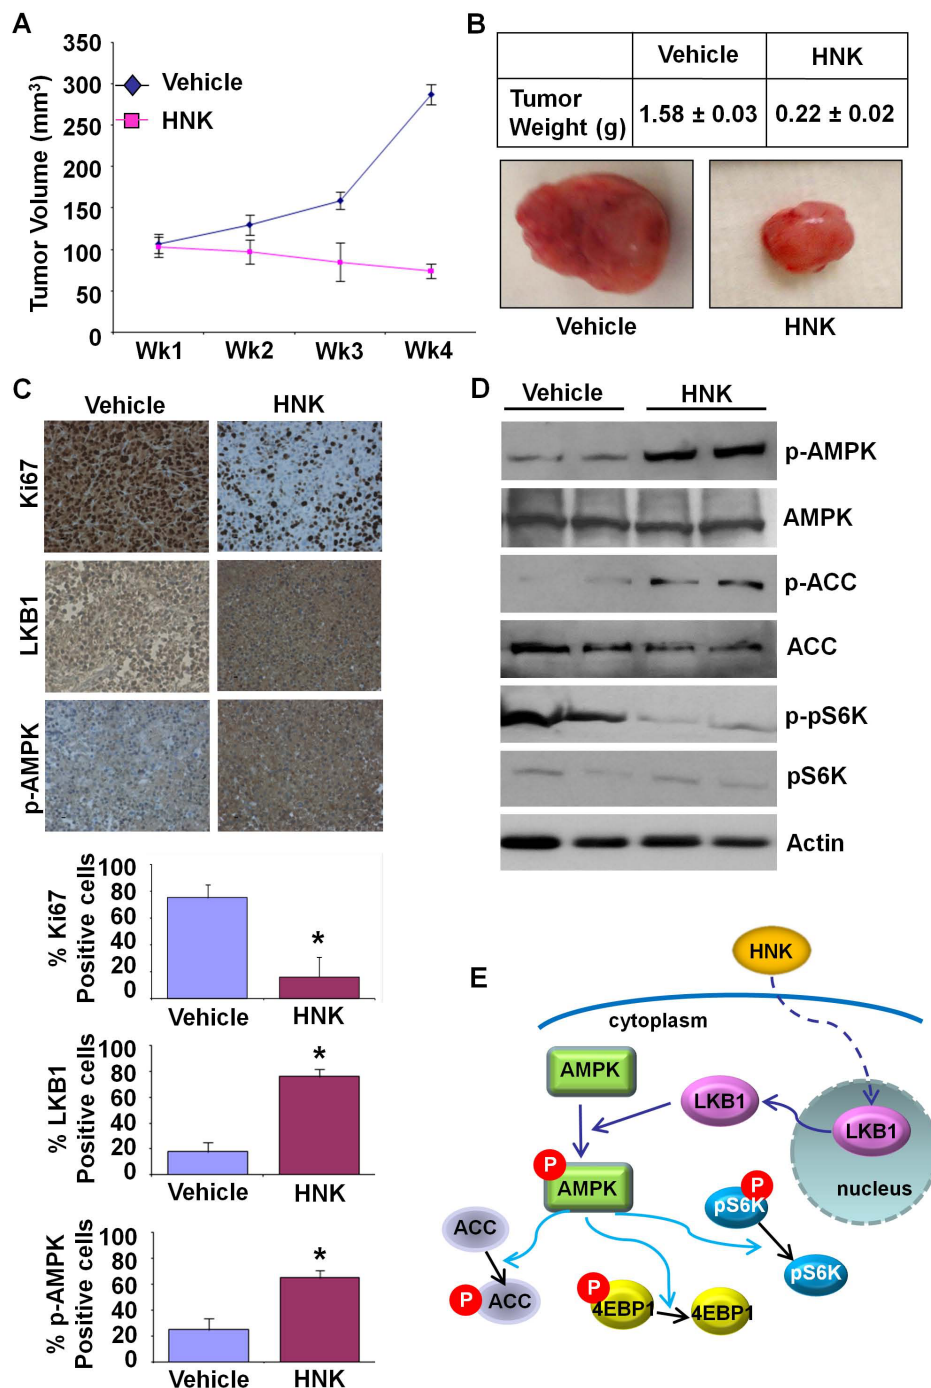 A
350
300
250
200
150
100
50
0
Tumor Volume (mm³)
Vehicle
HNK
Wk1 Wk2 Wk3 Wk4
B
Vehicle HNK
Tumor Weight (g) 1.58 ± 0.03 0.22 ± 0.02
Vehicle HNK
C
Vehicle HNK
Ki67
LKB1
p-AMPK
% Ki67
Positive cells
100
80
60
40
20
0
*
Vehicle HNK
% LKB1
Positive cells
100
80
60
40
20
0
*
Vehicle HNK
% p-AMPK
Positive cells
100
80
60
40
20
0
*
Vehicle HNK
D
Vehicle HNK
p-AMPK
AMPK
p-ACC
ACC
p-pS6K
pS6K
Actin
E
HNK
cytoplasm
AMPK
LKB1
LKB1
nucleus
P
AMPK
P
pS6K
ACC
pS6K
P
ACC
P
4EBP1
4EBP1